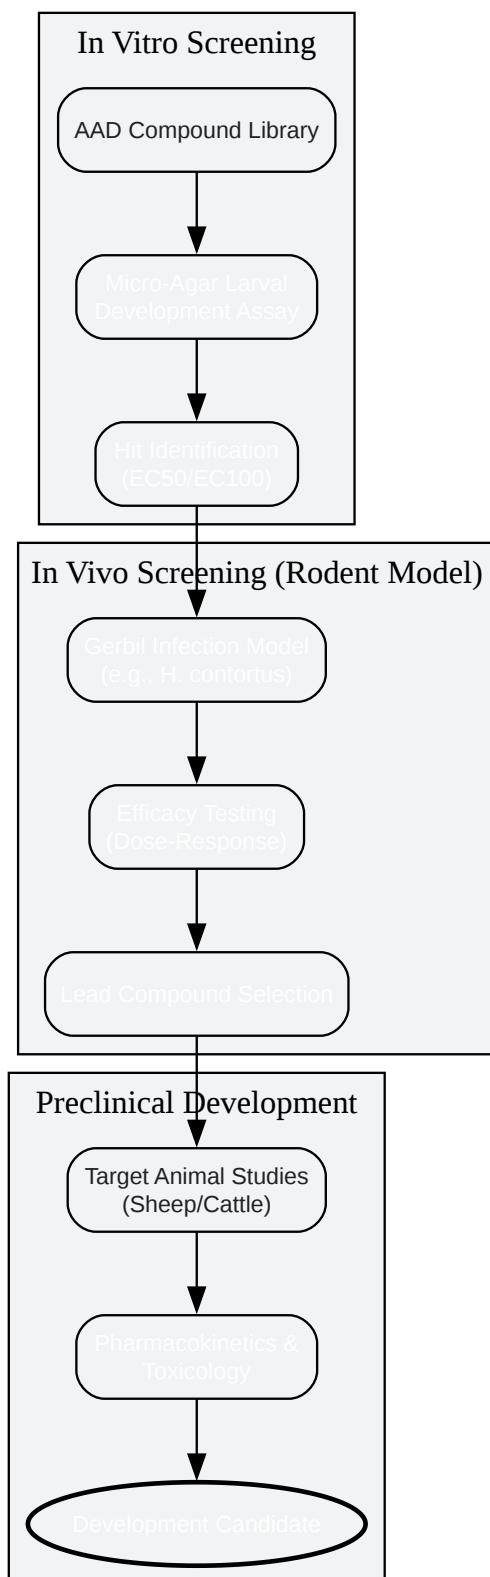 In Vitro Screening
AAD Compound Library
Micro-Agar Larval
Development Assay
Hit Identification
(EC50/EC100)
In Vivo Screening (Rodent Model)
Gerbil Infection Model
(e.g., H. contortus)
Efficacy Testing
(Dose-Response)
Lead Compound Selection
Preclinical Development
Target Animal Studies
(Sheep/Cattle)
Pharmacokinetics &
Toxicology
Development Candidate